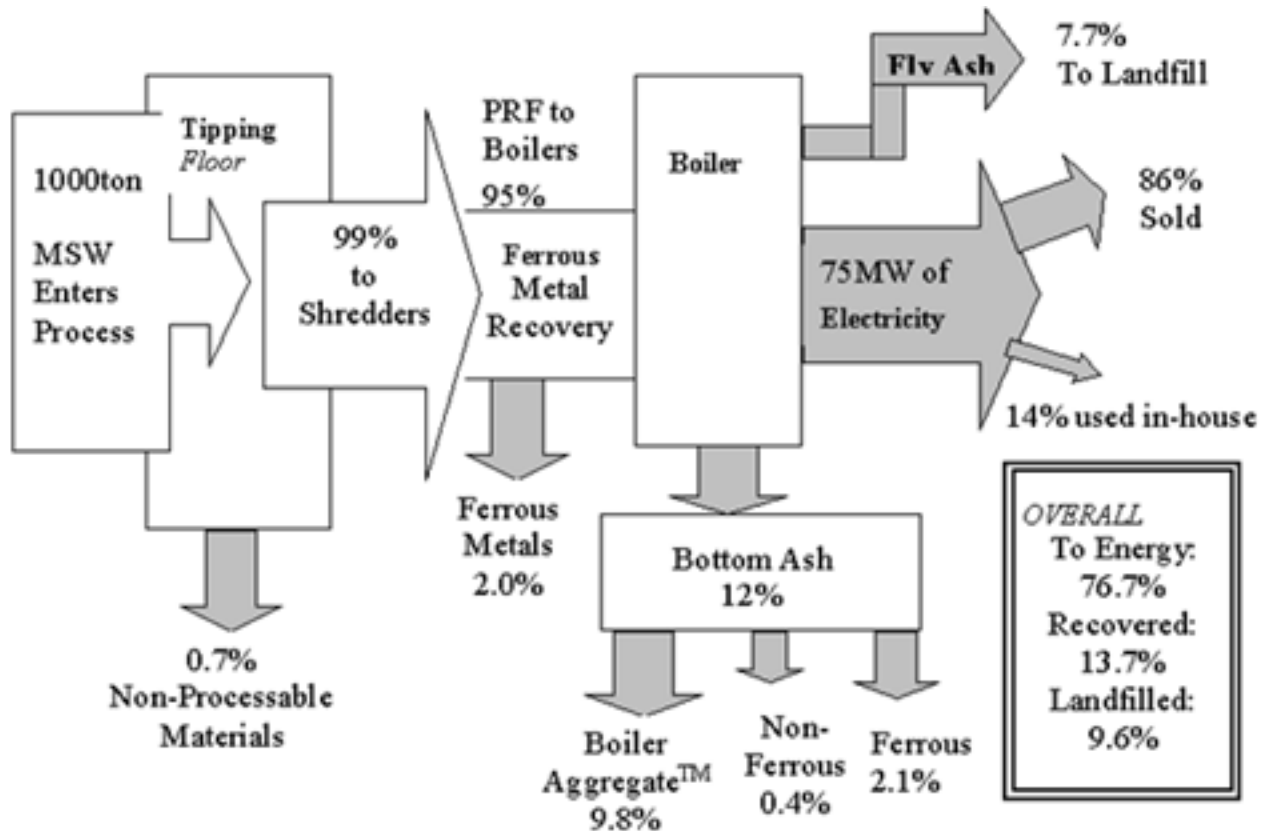 1000ton
MSW
Enters
Process
Tipping
Floor
99%
to
Shredders
PRF to
Boilers
95%
Ferrous
Metal
Recovery
Boiler
Fly Ash
7.7%
To Landfill
75MW of
Electricity
86%
Sold
14% used in-house
0.7%
Non-Processable
Materials
Ferrous
Metals
2.0%
Bottom Ash
12%
Boiler
Aggregate™
9.8%
Non-
Ferrous
0.4%
Ferrous
2.1%
OVERALL
To Energy:
76.7%
Recovered:
13.7%
Landfilled:
9.6%